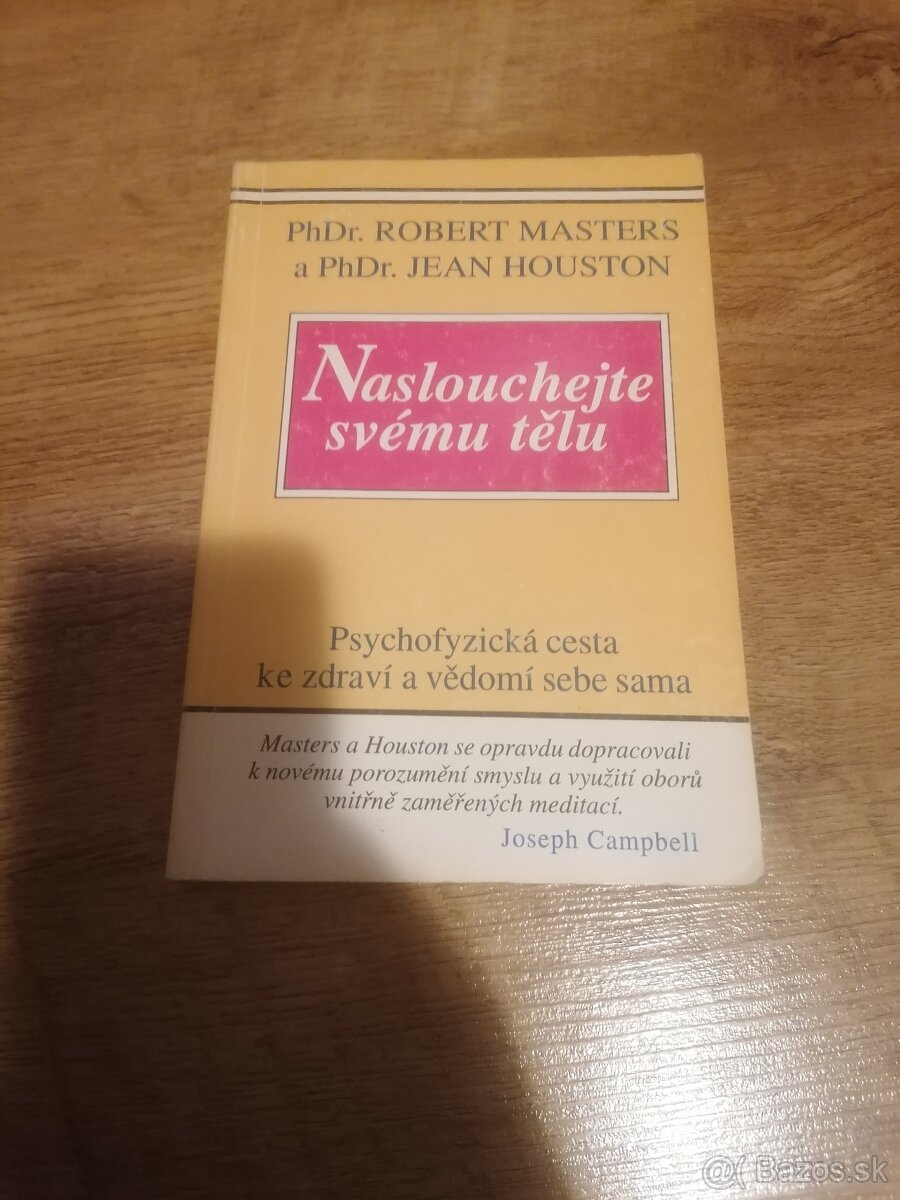 PhDr. ROBERT MASTERS
a PhDr. JEAN HOUSTON
Naslouchejte
svému tělu
Psychofyzická cesta
ke zdraví a vědomí sebe sama
Masters a Houston se opravdu dopracovali
k novému porozumění smyslu a využití oborů
vnitřně zaměřených meditací.
Joseph Campbell
@( Bazos.sk